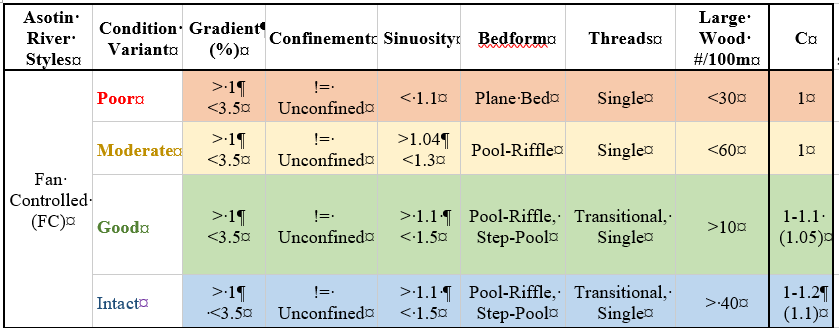 Asotin·
River·
Styles¤
Condition·
Variant¤
Gradient¶
(%)¤
Confinement¤
Sinuosity¤
Bedform¤
Threads¤
Large·
Wood·
#/100m¤
C¤
Fan·
Controlled·
(FC)¤
Poor¤
>·1¶
<3.5¤
!=·
Unconfined¤
<·1.1¤
Plane·Bed¤
Single¤
<30¤
1¤
Moderate¤
>·1¶
<3.5¤
!=·
Unconfined¤
>1.04¶
<1.3¤
Pool-Riffle¤
Single¤
<60¤
1¤
Good¤
>·1¶
<3.5¤
!=·
Unconfined¤
>·1.1·¶
<·1.5¤
Pool-Riffle,·
Step-Pool¤
Transitional,·
Single¤
>10¤
1-1.1·
(1.05)¤
Intact¤
>·1¶
·<3.5¤
!=·
Unconfined¤
>·1.1·¶
<·1.5¤
Pool-Riffle,·
Step-Pool¤
Transitional,·
Single¤
>·40¤
1-1.2¶
(1.1)¤